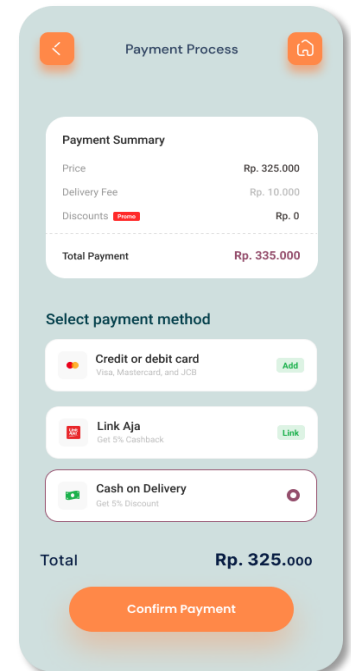 Payment Process
Payment Summary
Price Rp. 325.000
Delivery Fee Rp. 10.000
Discounts Promo Rp. 0
Total Payment Rp. 335.000
Select payment method
Credit or debit card
Visa, Mastercard, and JCB
Add
Link Aja
Get 5% Cashback
Link
Cash on Delivery
Get 5% Discount
Total Rp. 325.000
Confirm Payment